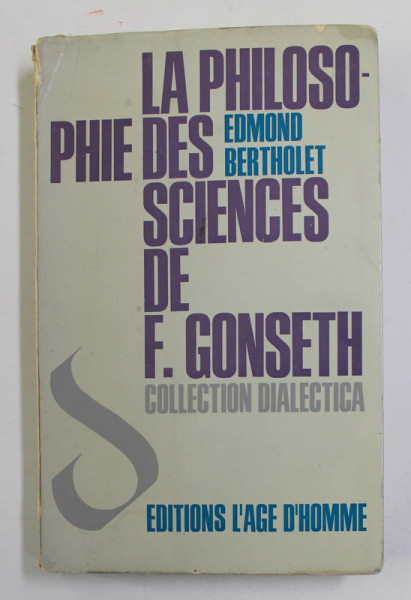 LA PHILOSO-
PHIE DES
EDMOND
BERTHOLET
SCIENCES
DE
F. GONSETH
COLLECTION DIALECTICA
EDITIONS L'AGE D'HOMME